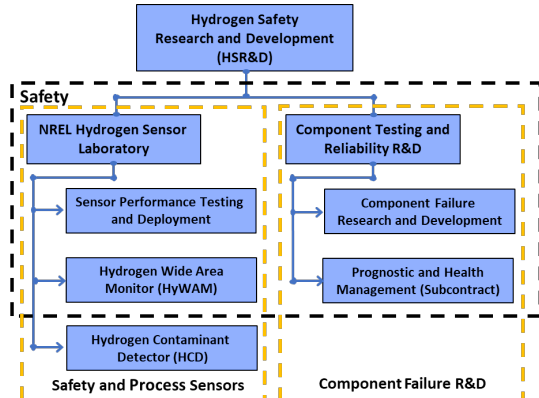 Hydrogen Safety
Research and Development
(HSR&D)
Safety
NREL Hydrogen Sensor
Laboratory
Component Testing and
Reliability R&D
Sensor Performance Testing
and Deployment
Component Failure
Research and Development
Hydrogen Wide Area
Monitor (HyWAM)
Prognostic and Health
Management (Subcontract)
Hydrogen Contaminant
Detector (HCD)
Safety and Process Sensors
Component Failure R&D